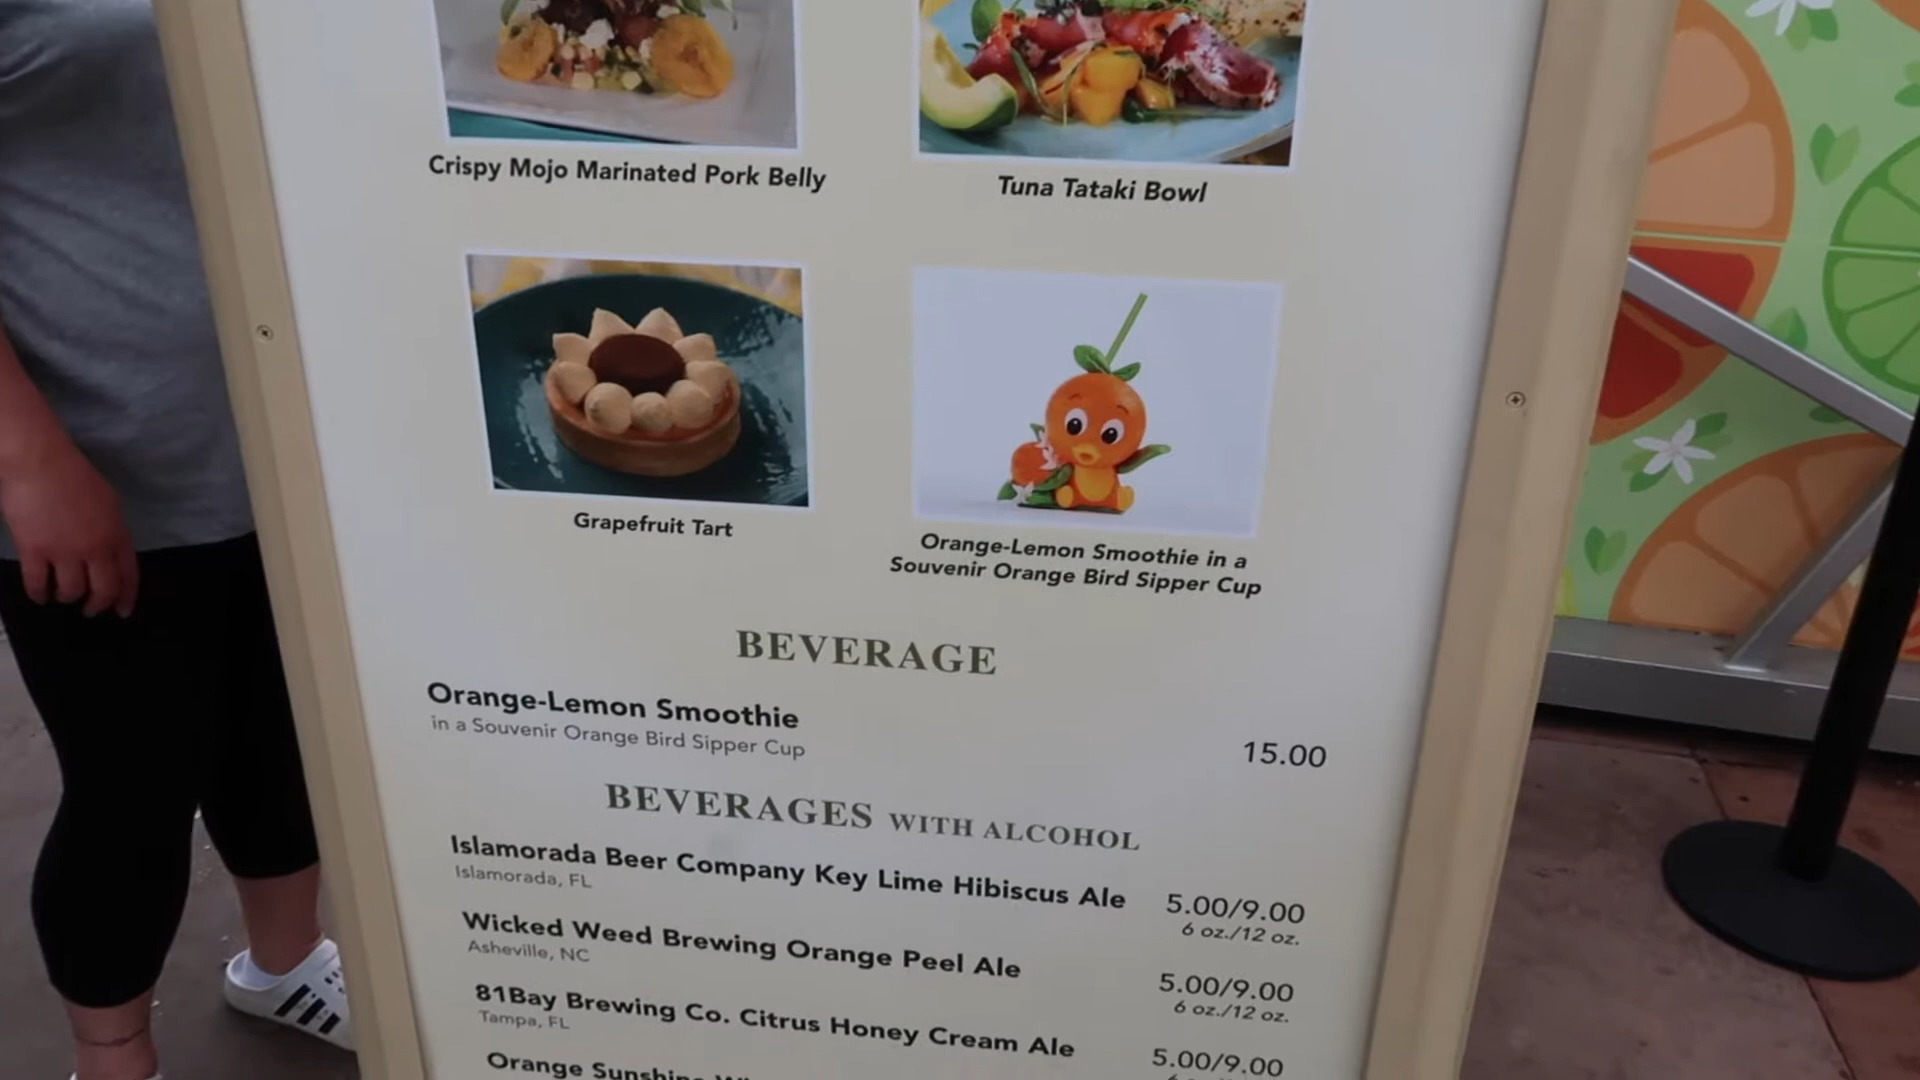 Crispy Mojo Marinated Pork Belly
Tuna Tataki Bowl
Grapefruit Tart
Orange-Lemon Smoothie in a
Souvenir Orange Bird Sipper Cup
BEVERAGE
Orange-Lemon Smoothie
in a Souvenir Orange Bird Sipper Cup
15.00
BEVERAGES WITH ALCOHOL
Islamorada Beer Company Key Lime Hibiscus Ale 5.00/9.00
Islamorada, FL
6 oz./12 oz.
Wicked Weed Brewing Orange Peel Ale 5.00/9.00
Asheville, NC
6 oz./12 oz.
81Bay Brewing Co. Citrus Honey Cream Ale 5.00/9.00
Tampa, FL
Orange Sunshine